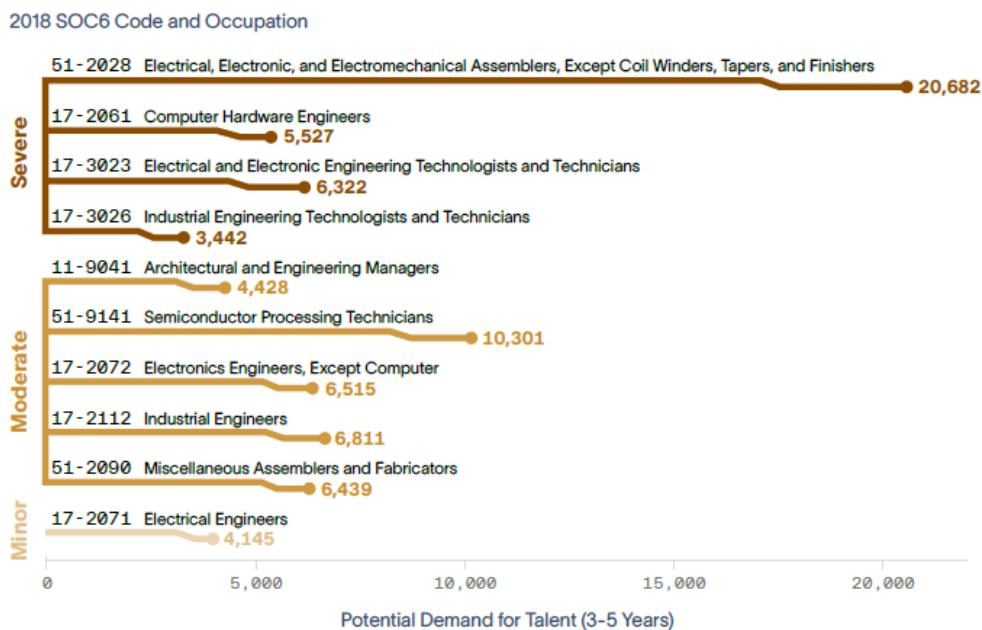 2018 SOC6 Code and Occupation
Severe
51-2028 Electrical, Electronic, and Electromechanical Assemblers, Except Coil Winders, Tapers, and Finishers
20,682
17-2061 Computer Hardware Engineers
5,527
17-3023 Electrical and Electronic Engineering Technologists and Technicians
6,322
17-3026 Industrial Engineering Technologists and Technicians
3,442
Moderate
11-9041 Architectural and Engineering Managers
4,428
51-9141 Semiconductor Processing Technicians
10,301
17-2072 Electronics Engineers, Except Computer
6,515
17-2112 Industrial Engineers
6,811
51-2090 Miscellaneous Assemblers and Fabricators
6,439
Minor
17-2071 Electrical Engineers
4,145
0 5,000 10,000 15,000 20,000
Potential Demand for Talent (3-5 Years)